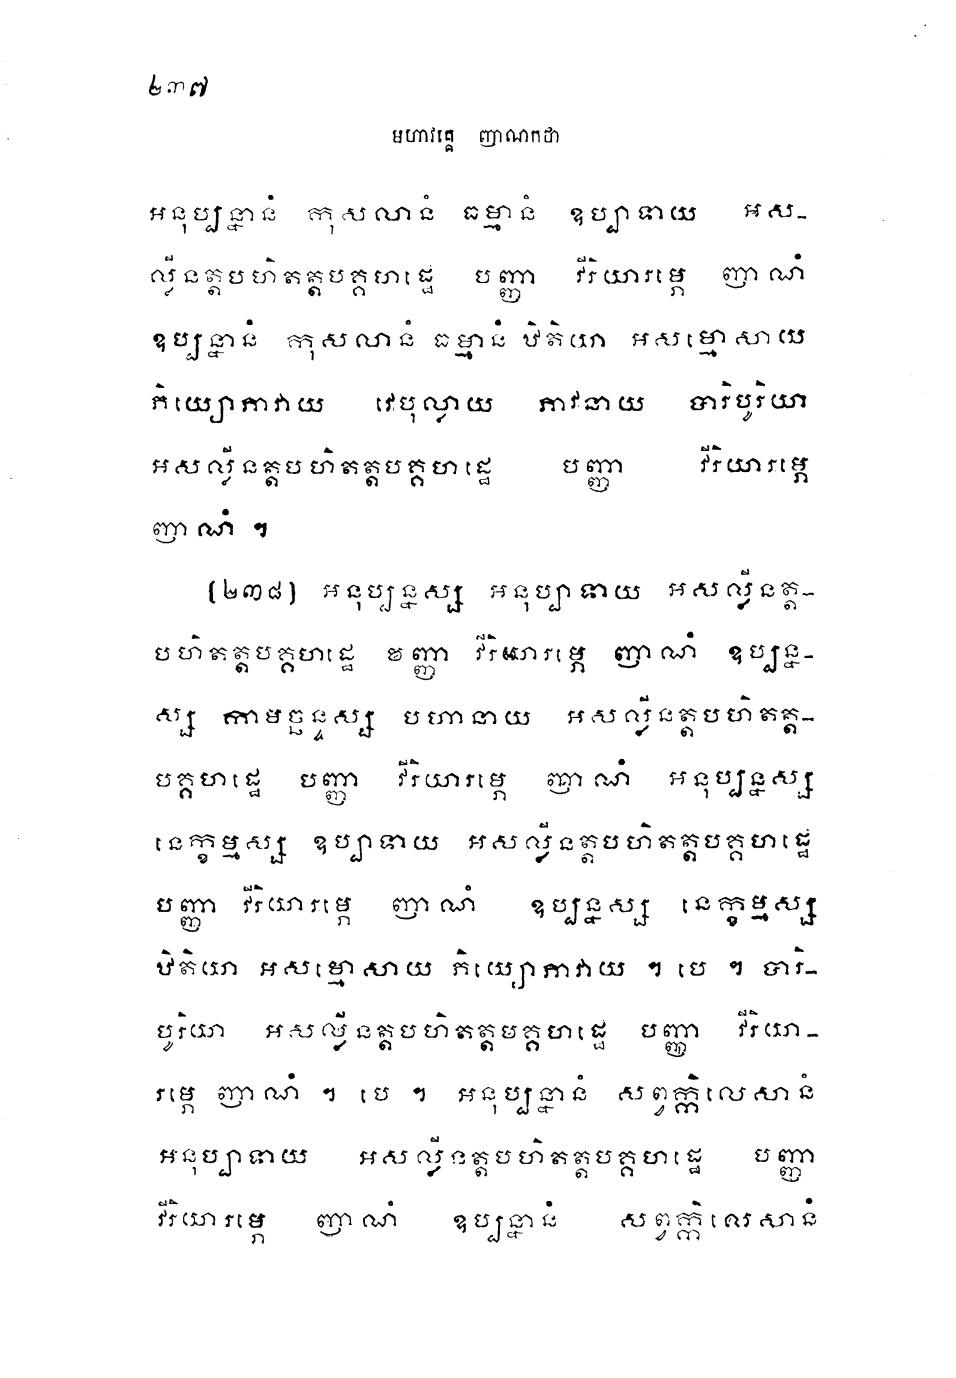 ២៣៧
មហាវគ្គេ ញាណកថា
អនុប្បន្នានំ កុសលានំ ធម្មានំ ឧប្បាទាយ អស-
ល្លីនត្តបហិតត្តបគ្គហដ្ឋេ បញ្ញា វីរិយារម្ភេ ញាណំ
ឧប្បន្នានំ កុសលានំ ធម្មានំ ឋិតិយា អសម្មោសាយ
ភិយ្យោភាវាយ វេបុល្លាយ ភាវនាយ បារិបូរិយា
អសល្លីនត្តបហិតត្តបគ្គហដ្ឋេ បញ្ញា វីរិយារម្ភេ
ញាណំ ។
(២៣៨) អនុប្បន្នស្ស អនុប្បាទាយ អសល្លីនត្ត-
បហិតត្តបគ្គហដ្ឋេ បញ្ញា វីរិយារម្ភេ ញាណំ ឧប្បន្ន-
ស្ស កាមច្ឆន្ទស្ស បហានាយ អសល្លីនត្តបហិតត្ត-
បគ្គហដ្ឋេ បញ្ញា វីរិយារម្ភេ ញាណំ អនុប្បន្នស្ស
នេក្ខម្មស្ស ឧប្បាទាយ អសល្លីនត្តបហិតត្តបគ្គហដ្ឋេ
បញ្ញា វីរិយារម្ភេ ញាណំ ឧប្បន្នស្ស នេក្ខម្មស្ស
ឋិតិយា អសម្មោសាយ ភិយ្យោភាវាយ ។ បេ ។ បារិ-
បូរិយា អសល្លីនត្តបហិតត្តបគ្គហដ្ឋេ បញ្ញា វីរិយា-
រម្ភេ ញាណំ ។ បេ ។ អនុប្បន្នានំ សព្វក្កិលេសានំ
អនុប្បាទាយ អសល្លីនត្តបហិតត្តបគ្គហដ្ឋេ បញ្ញា
វីរិយារម្ភេ ញាណំ ឧប្បន្នានំ សព្វក្កិលេសានំ